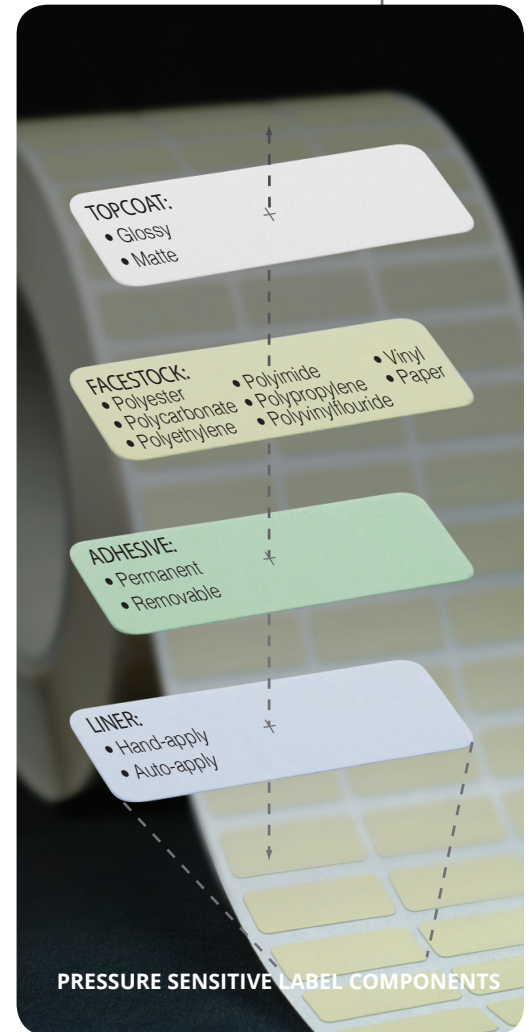 TOPCOAT:
• Glossy
• Matte
FACESTOCK:
• Polyester
• Polycarbonate
• Polyethylene
• Polyimide
• Polypropylene
• Polyvinylflouride
• Vinyl
• Paper
ADHESIVE:
• Permanent
• Removable
LINER:
• Hand-apply
• Auto-apply
PRESSURE SENSITIVE LABEL COMPONENTS